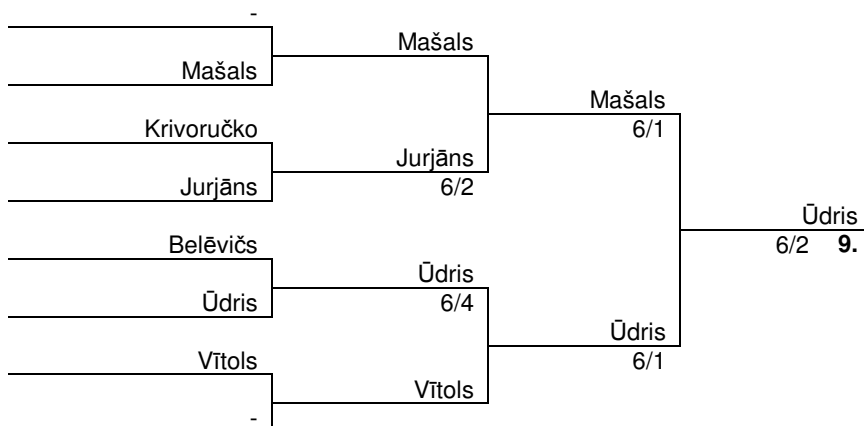 -
Mašals
Mašals
Mašals
6/1
Krivoručko
Jurjāns
6/2
Jurjāns
Ūdris
6/2 9.
Belēvičs
Ūdris
6/4
Ūdris
Ūdris
6/1
Vītols
Vītols
-